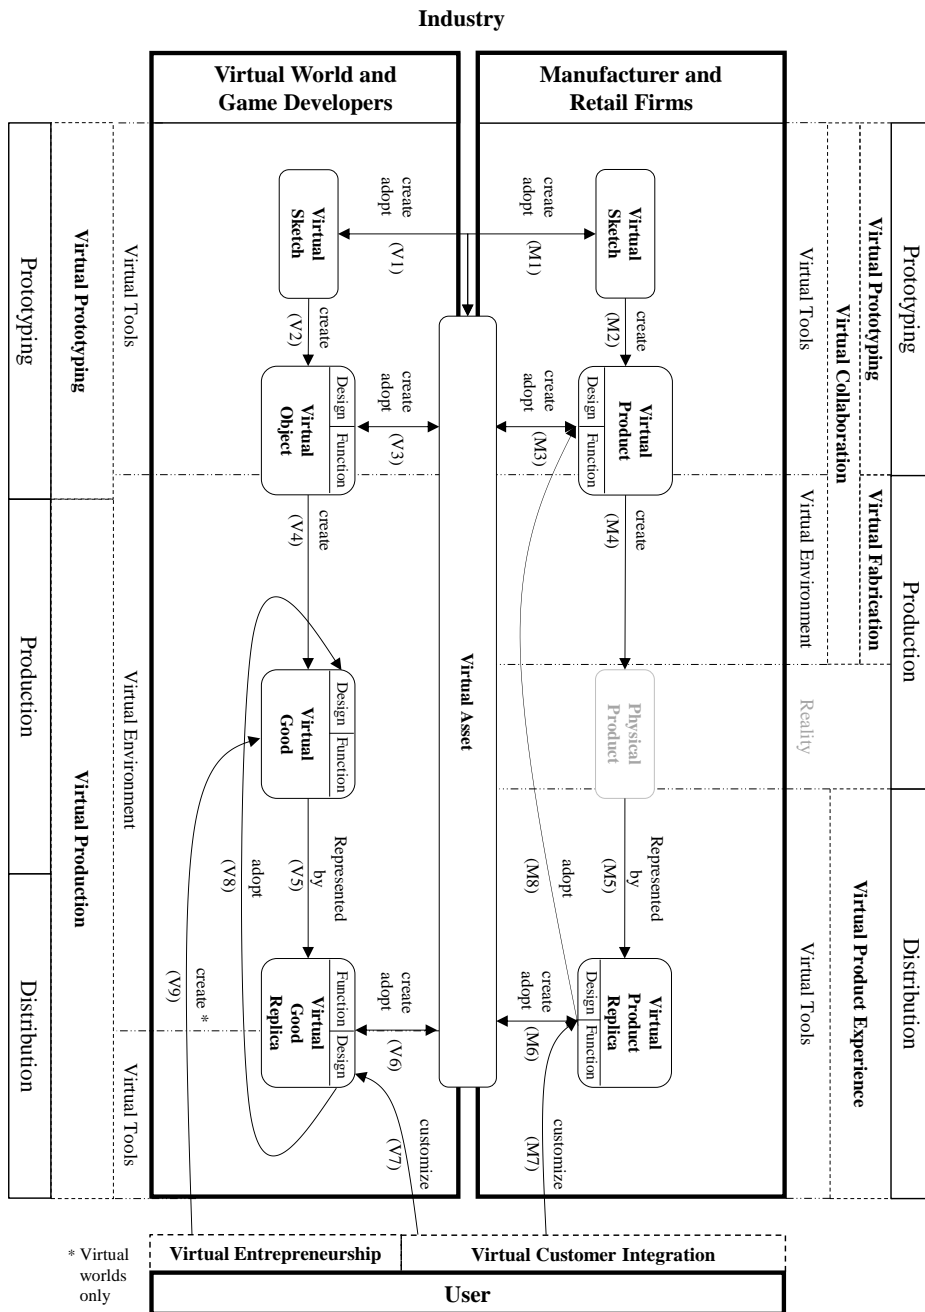 Industry
Virtual World and
Game Developers
Manufacturer and
Retail Firms
Prototyping
Production
Distribution
Virtual Prototyping
Virtual Production
Virtual Tools
Virtual Environment
Virtual Tools
Virtual
Sketch
create
adopt
(V1)
create
(V2)
Design
Function
Virtual
Object
create
adopt
(V3)
create
(V4)
Design
Function
Virtual
Good
Represented
by
(V5)
adopt
(V8)
create *
(V9)
Function
Design
Virtual
Good
Replica
create
adopt
(V6)
customize
(V7)
Virtual Asset
create
adopt
(M1)
Virtual
Sketch
create
(M2)
Virtual
Product
Design
Function
create
adopt
(M3)
create
(M4)
Physical
Product
Represented
by
(M5)
adopt
(M8)
Virtual
Product
Replica
Design
Function
create
adopt
(M6)
customize
(M7)
Virtual Tools
Virtual Environment
Reality
Virtual Tools
Virtual Collaboration
Virtual Prototyping
Virtual Fabrication
Virtual Product Experience
Prototyping
Production
Distribution
* Virtual
worlds
only
Virtual Entrepreneurship
Virtual Customer Integration
User